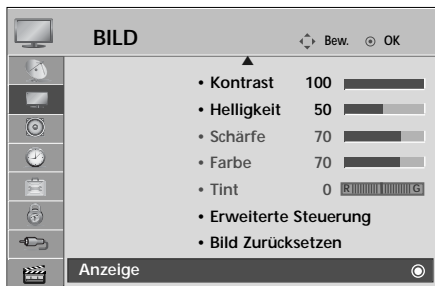 BILD
Bew. OK
• Kontrast 100
• Helligkeit 50
• Schärfe 70
• Farbe 70
• Tint 0 R G
• Erweiterte Steuerung
• Bild Zurücksetzen
Anzeige